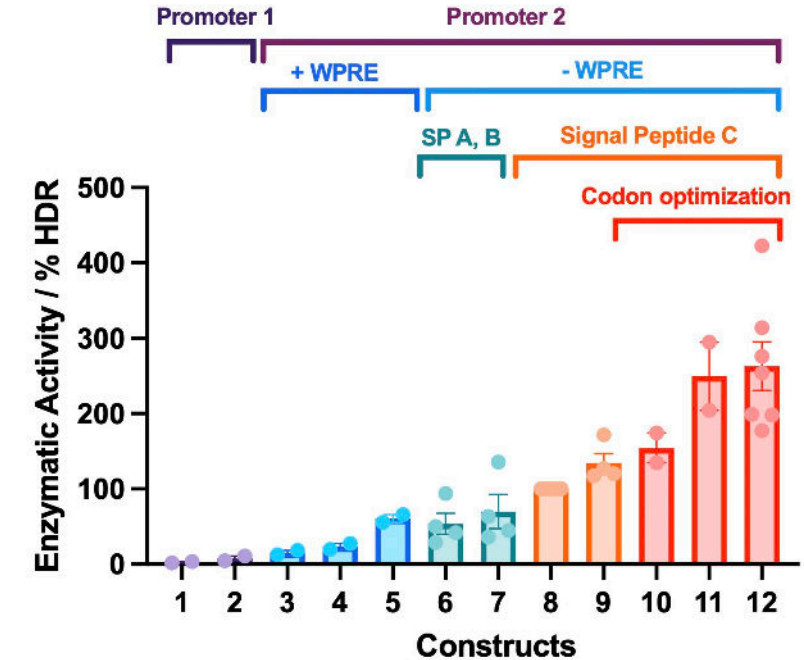 Promoter 1
Promoter 2
+ WPRE
- WPRE
SP A, B
Signal Peptide C
Codon optimization
Enzymatic Activity / % HDR
500
400
300
200
100
0
1 2 3 4 5 6 7 8 9 10 11 12
Constructs